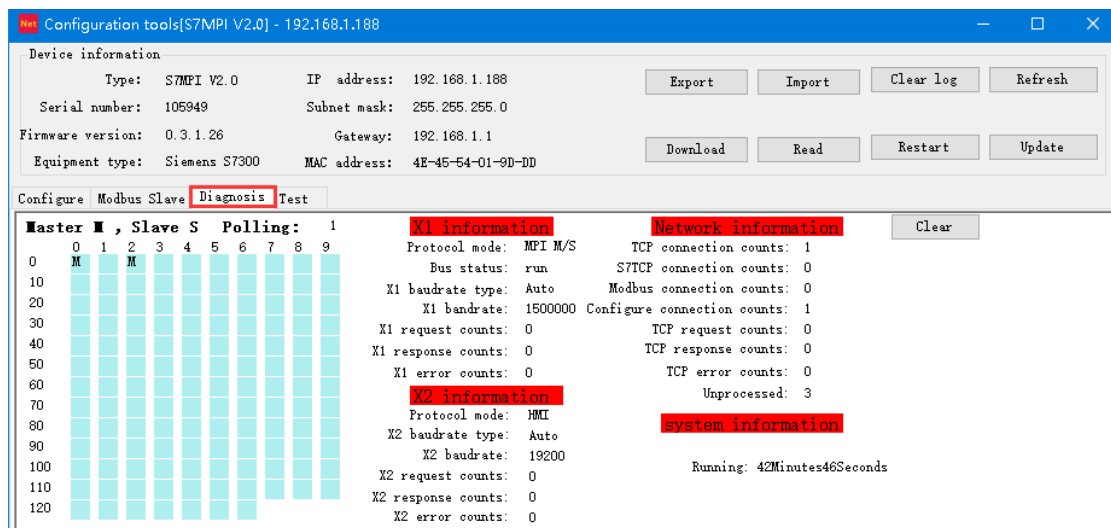 Net Configuration tools[S7MPI V2.0] - 192.168.1.188
Device information
Type: S7MPI V2.0 IP address: 192.168.1.188
Export Import Clear log Refresh
Serial number: 105949 Subnet mask: 255.255.255.0
Firmware version: 0.3.1.26 Gateway: 192.168.1.1
Download Read Restart Update
Equipment type: Siemens S7300 MAC address: 4E-45-54-01-9D-DD
Configure Modbus Slave Diagnosis Test
Master M , Slave S Polling: 1
0 1 2 3 4 5 6 7 8 9
0 M M
10
20
30
40
50
60
70
80
90
100
110
120
X1 information
Protocol mode: MPI M/S
Bus status: run
X1 baudrate type: Auto
X1 bandrate: 1500000
X1 request counts: 0
X1 response counts: 0
X1 error counts: 0
X2 information
Protocol mode: HMI
X2 baudrate type: Auto
X2 baudrate: 19200
X2 request counts: 0
X2 response counts: 0
X2 error counts: 0
Network information
TCP connection counts: 1
S7TCP connection counts: 0
Modbus connection counts: 0
Configure connection counts: 1
TCP request counts: 0
TCP response counts: 0
TCP error counts: 0
Unprocessed: 3
system information
Running: 42Minutes46Seconds
Clear